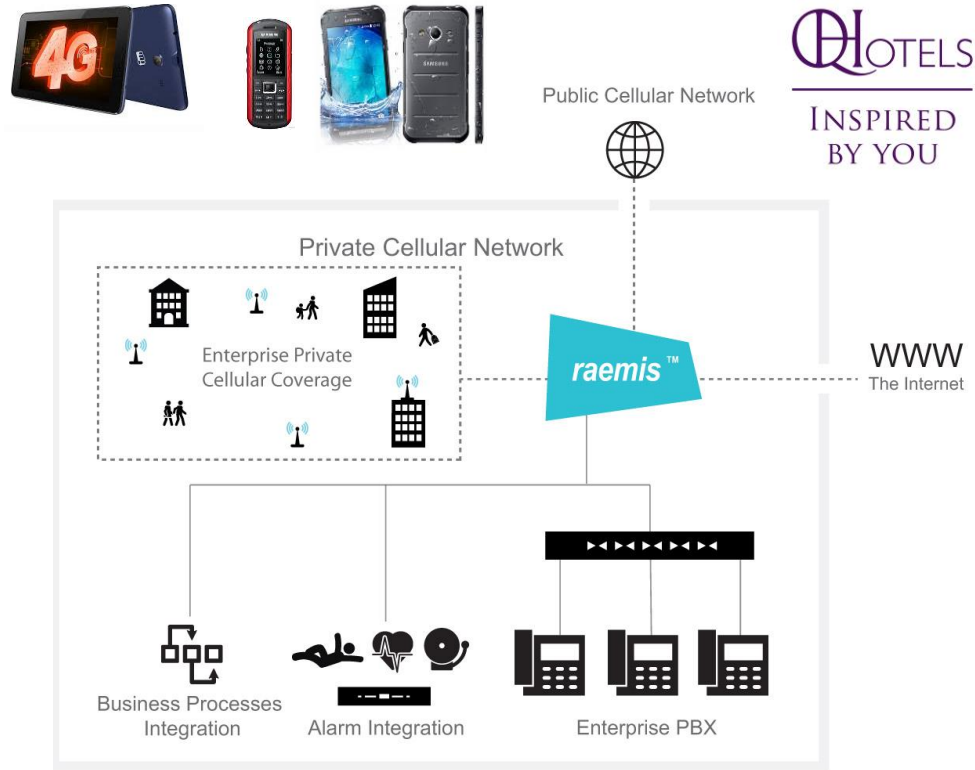 4G
SAMSUNG
SAMSUNG
QHOTELS
INSPIRED
BY YOU
Public Cellular Network
Private Cellular Network
Enterprise Private
Cellular Coverage
raemis™
WWW
The Internet
Business Processes
Integration
Alarm Integration
Enterprise PBX